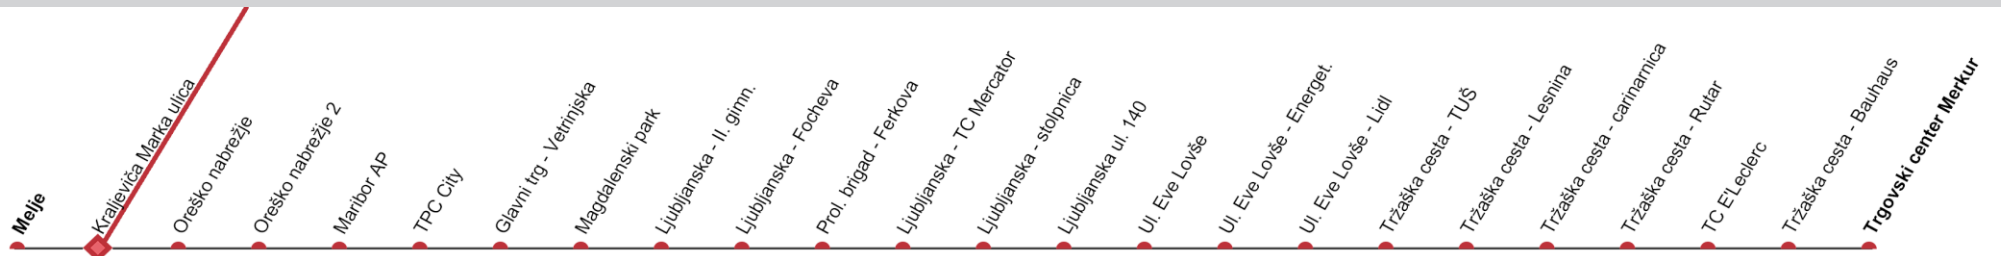 Melje
Kraljeviča Marka ulica
Oreško nabrežje
Oreško nabrežje 2
Maribor AP
TPC City
Glavni trg - Vetrinjska
Magdalenski park
Ljubljanska - II. gimn.
Ljubljanska - Focheva
Prol. brigad - Ferkova
Ljubljanska - TC Mercator
Ljubljanska - stolpnica
Ljubljanska ul. 140
Ul. Eve Lovše
Ul. Eve Lovše - Energet.
Ul. Eve Lovše - Lidl
Tržaška cesta - TUŠ
Tržaška cesta - Lesnina
Tržaška cesta - carinarnica
Tržaška cesta - Rutar
TC E'Leclerc
Tržaška cesta - Bauhaus
Trgovski center Merkur